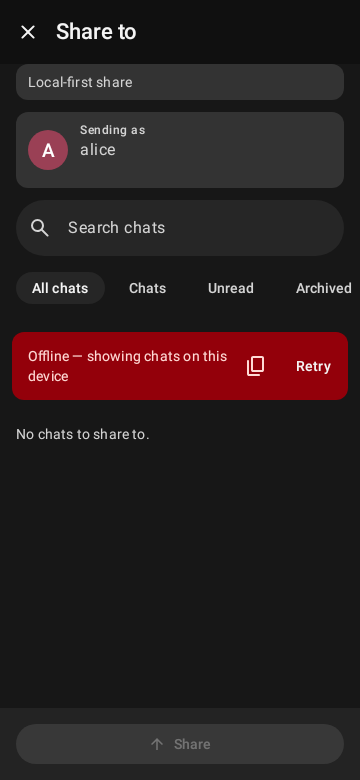 Share to
Local-first share
Sending as
A
alice
Search chats
All chats
Chats
Unread
Archived
Offline — showing chats on this
device
Retry
No chats to share to.
Share